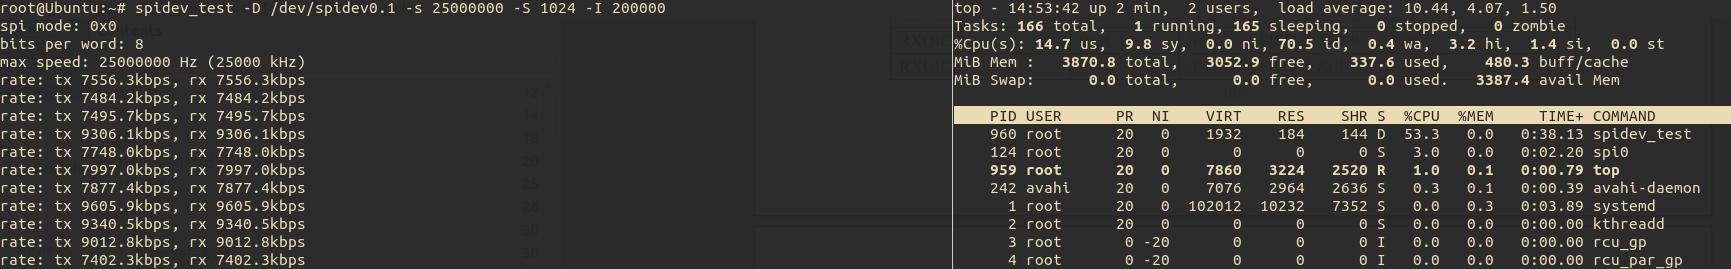 root@Ubuntu:~# spidev_test -D /dev/spidev0.1 -s 25000000 -S 1024 -I 200000
spi mode: 0x0
bits per word: 8
max speed: 25000000 Hz (25000 kHz)
rate: tx 7556.3kbps, rx 7556.3kbps
rate: tx 7484.2kbps, rx 7484.2kbps
rate: tx 7495.7kbps, rx 7495.7kbps
rate: tx 9306.1kbps, rx 9306.1kbps
rate: tx 7748.0kbps, rx 7748.0kbps
rate: tx 7997.0kbps, rx 7997.0kbps
rate: tx 7877.4kbps, rx 7877.4kbps
rate: tx 9605.9kbps, rx 9605.9kbps
rate: tx 9340.5kbps, rx 9340.5kbps
rate: tx 9012.8kbps, rx 9012.8kbps
rate: tx 7402.3kbps, rx 7402.3kbps
top - 14:53:42 up 2 min,  2 users,  load average: 10.44, 4.07, 1.50
Tasks: 166 total,   1 running, 165 sleeping,   0 stopped,   0 zombie
%Cpu(s): 14.7 us,  9.8 sy,  0.0 ni, 70.5 id,  0.4 wa,  3.2 hi,  1.4 si,  0.0 st
MiB Mem :   3870.8 total,   3052.9 free,    337.6 used,    480.3 buff/cache
MiB Swap:      0.0 total,      0.0 free,      0.0 used.   3387.4 avail Mem
PID USER      PR  NI    VIRT    RES    SHR S  %CPU  %MEM     TIME+ COMMAND
960 root      20   0    1932    184    144 D  53.3   0.0   0:38.13 spidev_test
124 root      20   0       0      0      0 S   3.0   0.0   0:02.20 spi0
959 root      20   0    7860   3224   2520 R   1.0   0.1   0:00.79 top
242 avahi     20   0    7076   2964   2636 S   0.3   0.1   0:00.39 avahi-daemon
1 root      20   0  102012  10232   7352 S   0.0   0.3   0:03.89 systemd
2 root      20   0       0      0      0 S   0.0   0.0   0:00.00 kthreadd
3 root       0 -20       0      0      0 I   0.0   0.0   0:00.00 rcu_gp
4 root       0 -20       0      0      0 I   0.0   0.0   0:00.00 rcu_par_gp